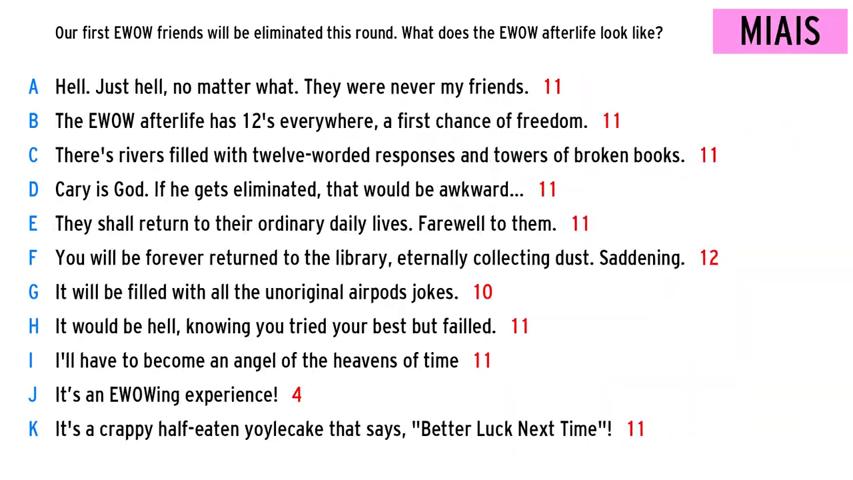 Our first EWOW friends will be eliminated this round. What does the EWOW afterlife look like?
MIAIS
A Hell. Just hell, no matter what. They were never my friends. 11
B The EWOW afterlife has 12's everywhere, a first chance of freedom. 11
C There's rivers filled with twelve-worded responses and towers of broken books. 11
D Cary is God. If he gets eliminated, that would be awkward... 11
E They shall return to their ordinary daily lives. Farewell to them. 11
F You will be forever returned to the library, eternally collecting dust. Saddening. 12
G It will be filled with all the unoriginal airpods jokes. 10
H It would be hell, knowing you tried your best but failled. 11
I I'll have to become an angel of the heavens of time 11
J It’s an EWOWing experience! 4
K It's a crappy half-eaten yoylecake that says, "Better Luck Next Time"! 11